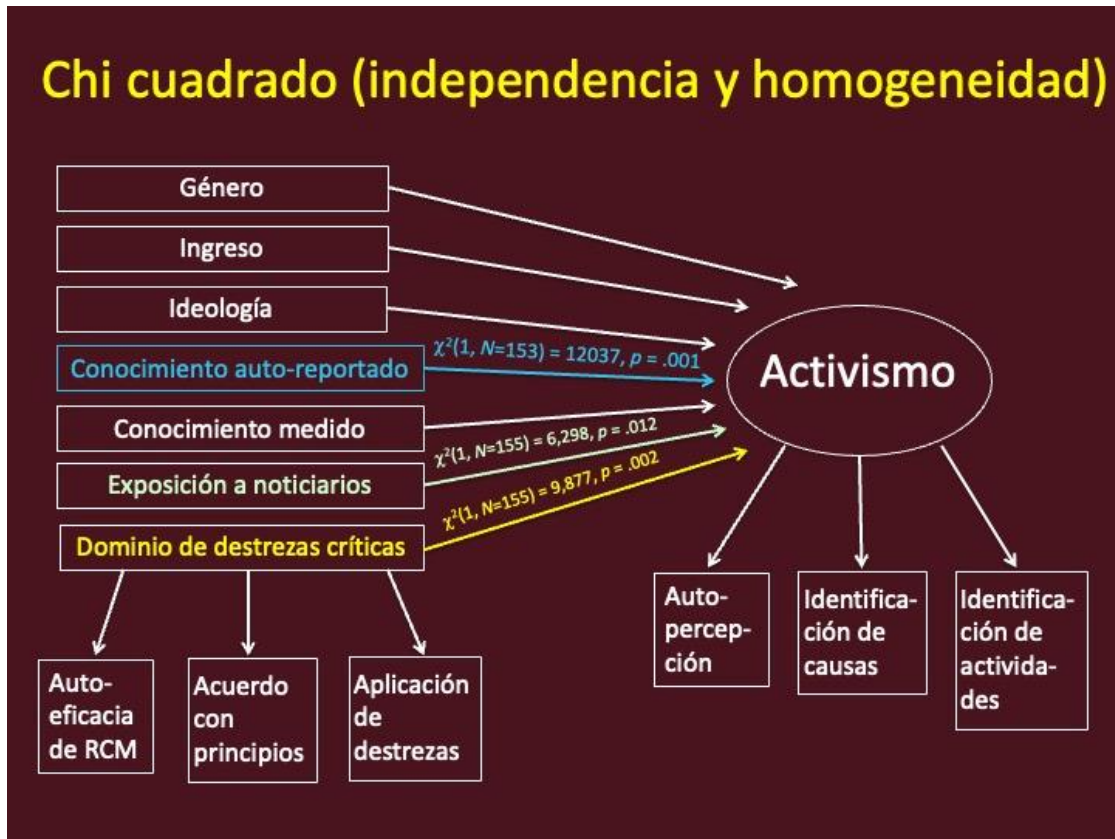 Chi cuadrado (independencia y homogeneidad)
Género
Ingreso
Ideología
Conocimiento auto-reportado
χ²(1, N=153) = 12037, p = .001
Conocimiento medido
χ²(1, N=155) = 6,298, p = .012
Exposición a noticiarios
χ²(1, N=155) = 9,877, p = .002
Dominio de destrezas críticas
Activismo
Auto-
eficacia
de RCM
Acuerdo
con
principios
Aplicación
de
destrezas
Auto-
percep-
ción
Identifica-
ción de
causas
Identifica-
ción de
activida-
des